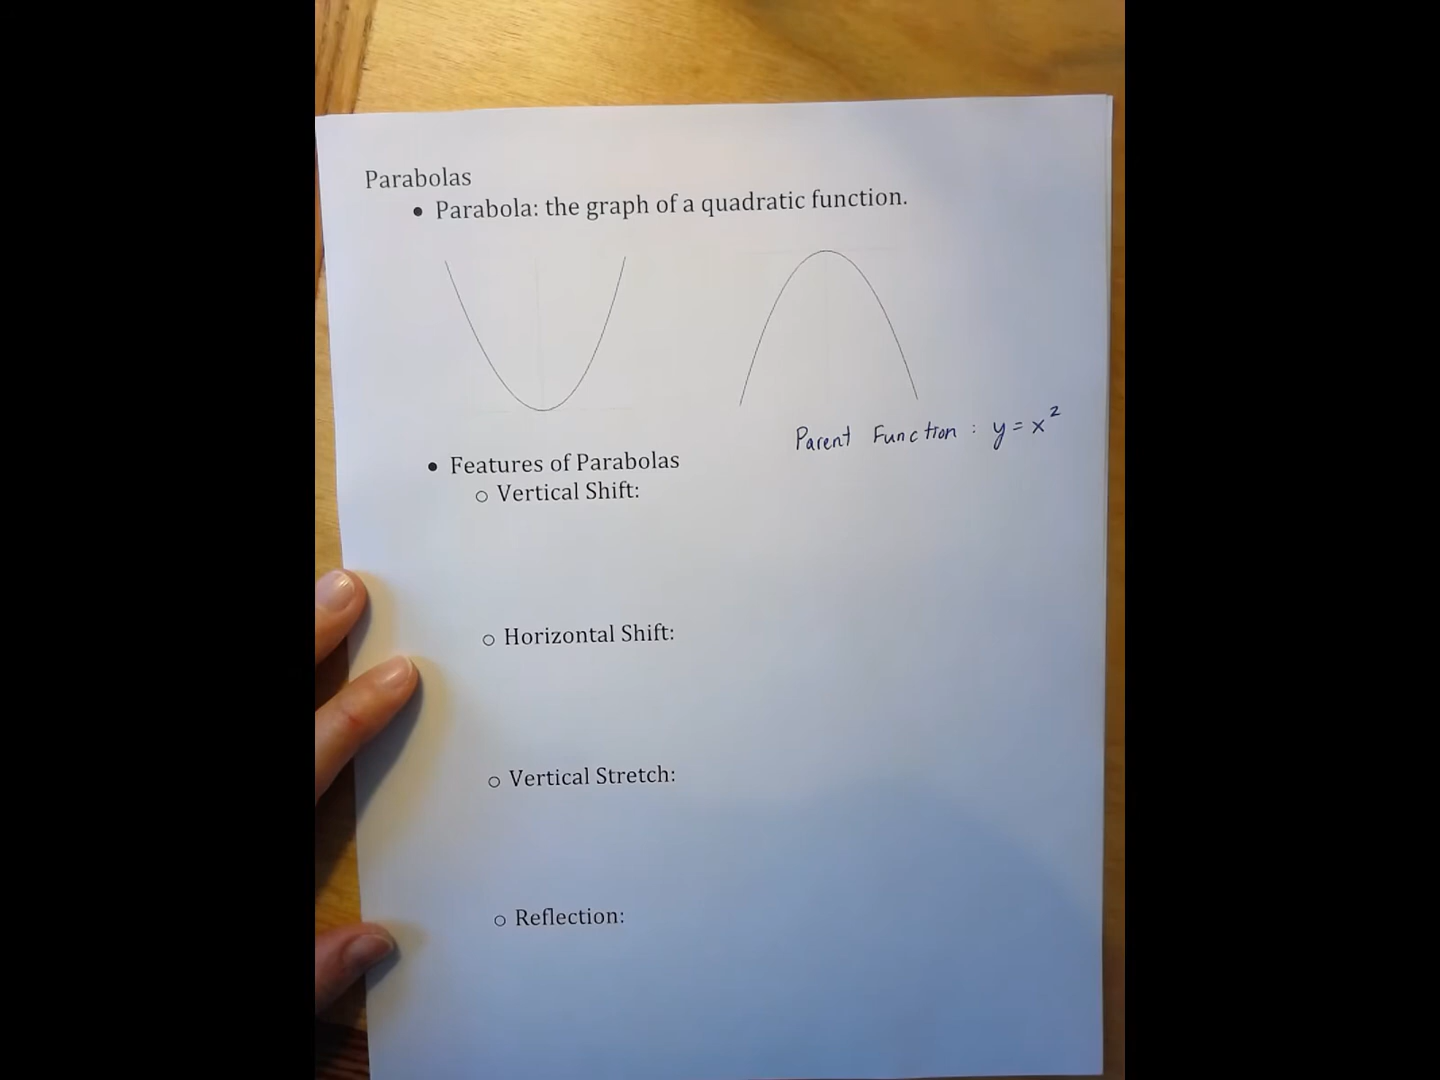 Parabolas
• Parabola: the graph of a quadratic function.
Parent Function : y = x²
• Features of Parabolas
○ Vertical Shift:
○ Horizontal Shift:
○ Vertical Stretch:
○ Reflection: